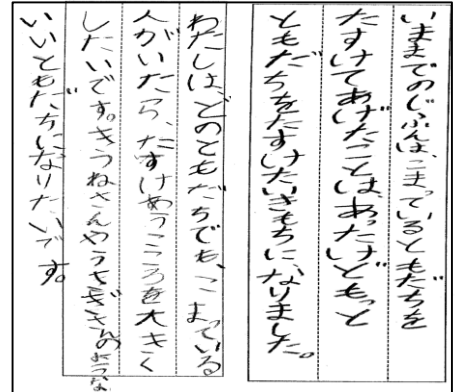 いままでのじぶんは、こまっているともだちを
たすけてあげたことは、あったけどもっと
ともだちをたすけたいきもちに、なりました。
わたしは、どのともだちでも、こまっている
人がいたら、たすけあうこころを大きく
したいです。きつねさんやうさぎさんのような
いいともだちになりたいです。